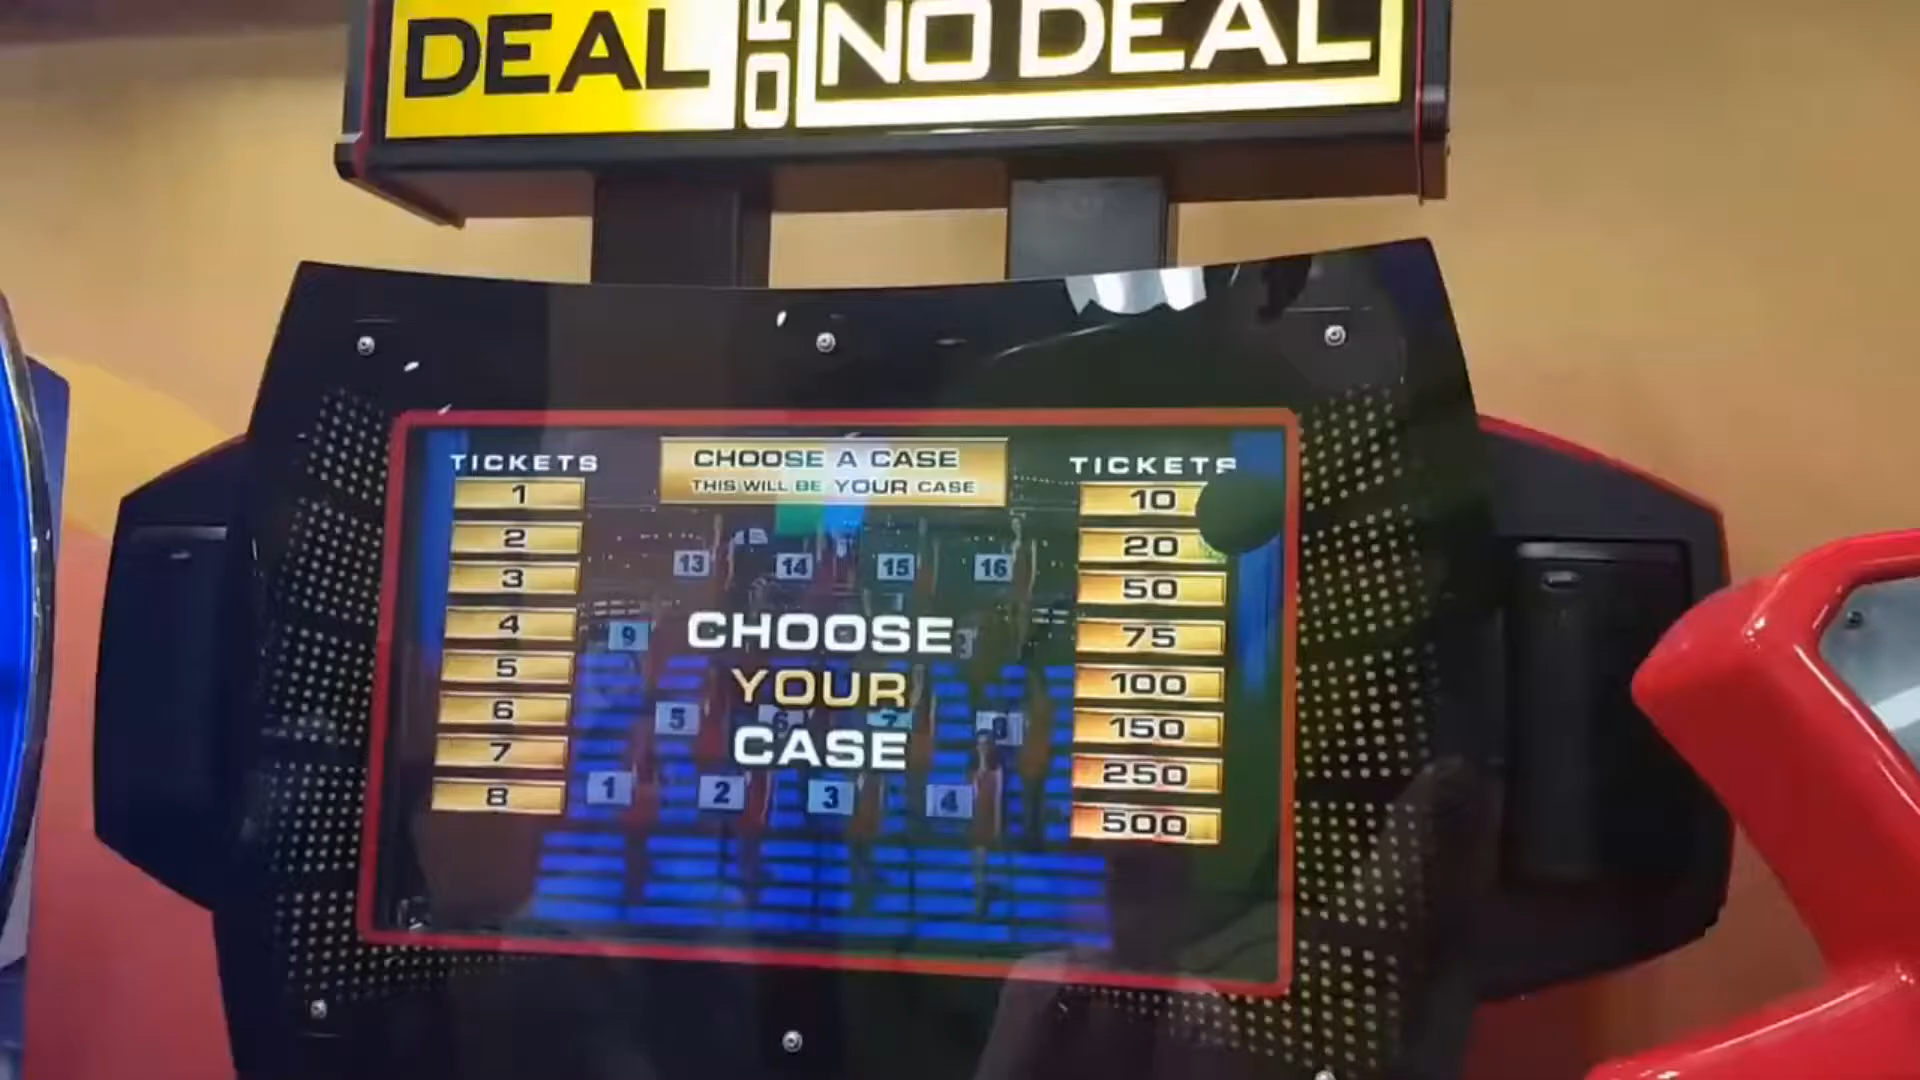 DEAL OR NO DEAL
TICKETS
1
2
3
4
5
6
7
8
CHOOSE A CASE
THIS WILL BE YOUR CASE
13 14 15 16
9
CHOOSE
YOUR
CASE
5 6 7 8
1 2 3 4
TICKETS
10
20
50
75
100
150
250
500